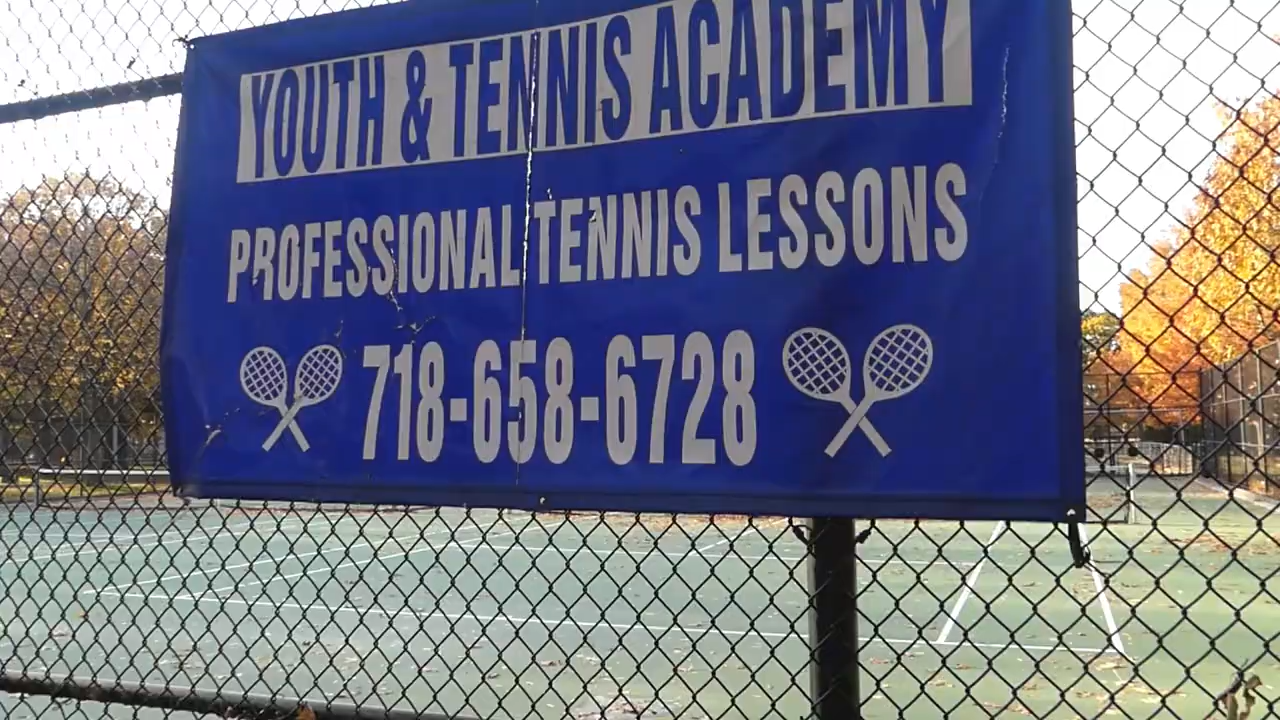 YOUTH & TENNIS ACADEMY
PROFESSIONAL TENNIS LESSONS
718-658-6728